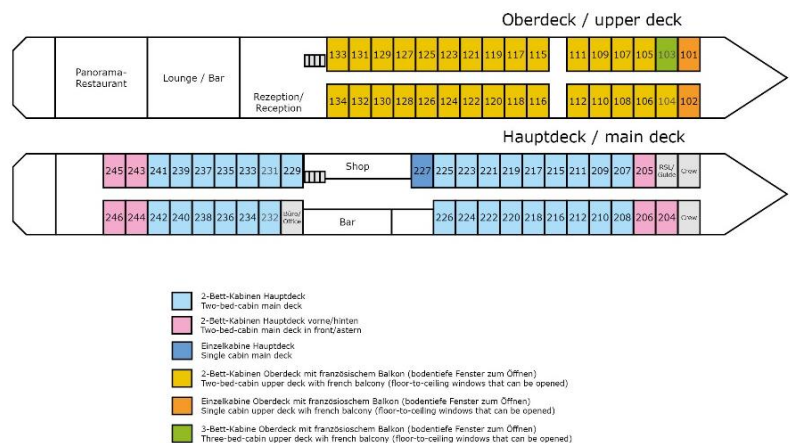 Oberdeck / upper deck
Panorama-
Restaurant
Lounge / Bar
Rezeption/
Reception
133 131 129 127 125 123 121 119 117 115 111 109 107 105 103 101
134 132 130 128 126 124 122 120 118 116 112 110 108 106 104 102
Hauptdeck / main deck
245 243 241 239 237 235 233 231 229 Shop 227 225 223 221 219 217 215 211 209 207 205 RSL/ Guide Crew
246 244 242 240 238 236 234 232 Büro/ Office Bar 226 224 222 220 218 216 212 210 208 206 204 Crew
2-Bett-Kabinen Hauptdeck
Two-bed-cabin main deck
2-Bett-Kabinen Hauptdeck vorne/hinten
Two-bed-cabin main deck in front/astern
Einzelkabine Hauptdeck
Single cabin main deck
2-Bett-Kabinen Oberdeck mit französischem Balkon (bodentiefe Fenster zum Öffnen)
Two-bed-cabin upper deck wih french balcony (floor-to-ceiling windows that can be opened)
Einzelkabine Oberdeck mit französioschem Balkon (bodentiefe Fenster zum Öffnen)
Single cabin upper deck wih french balcony (floor-to-ceiling windows that can be opened)
3-Bett-Kabine Oberdeck mit französischem Balkon (bodentiefe Fenster zum Öffnen)
Three-bed-cabin upper deck wih french balcony (floor-to-ceiling windows that can be opened)